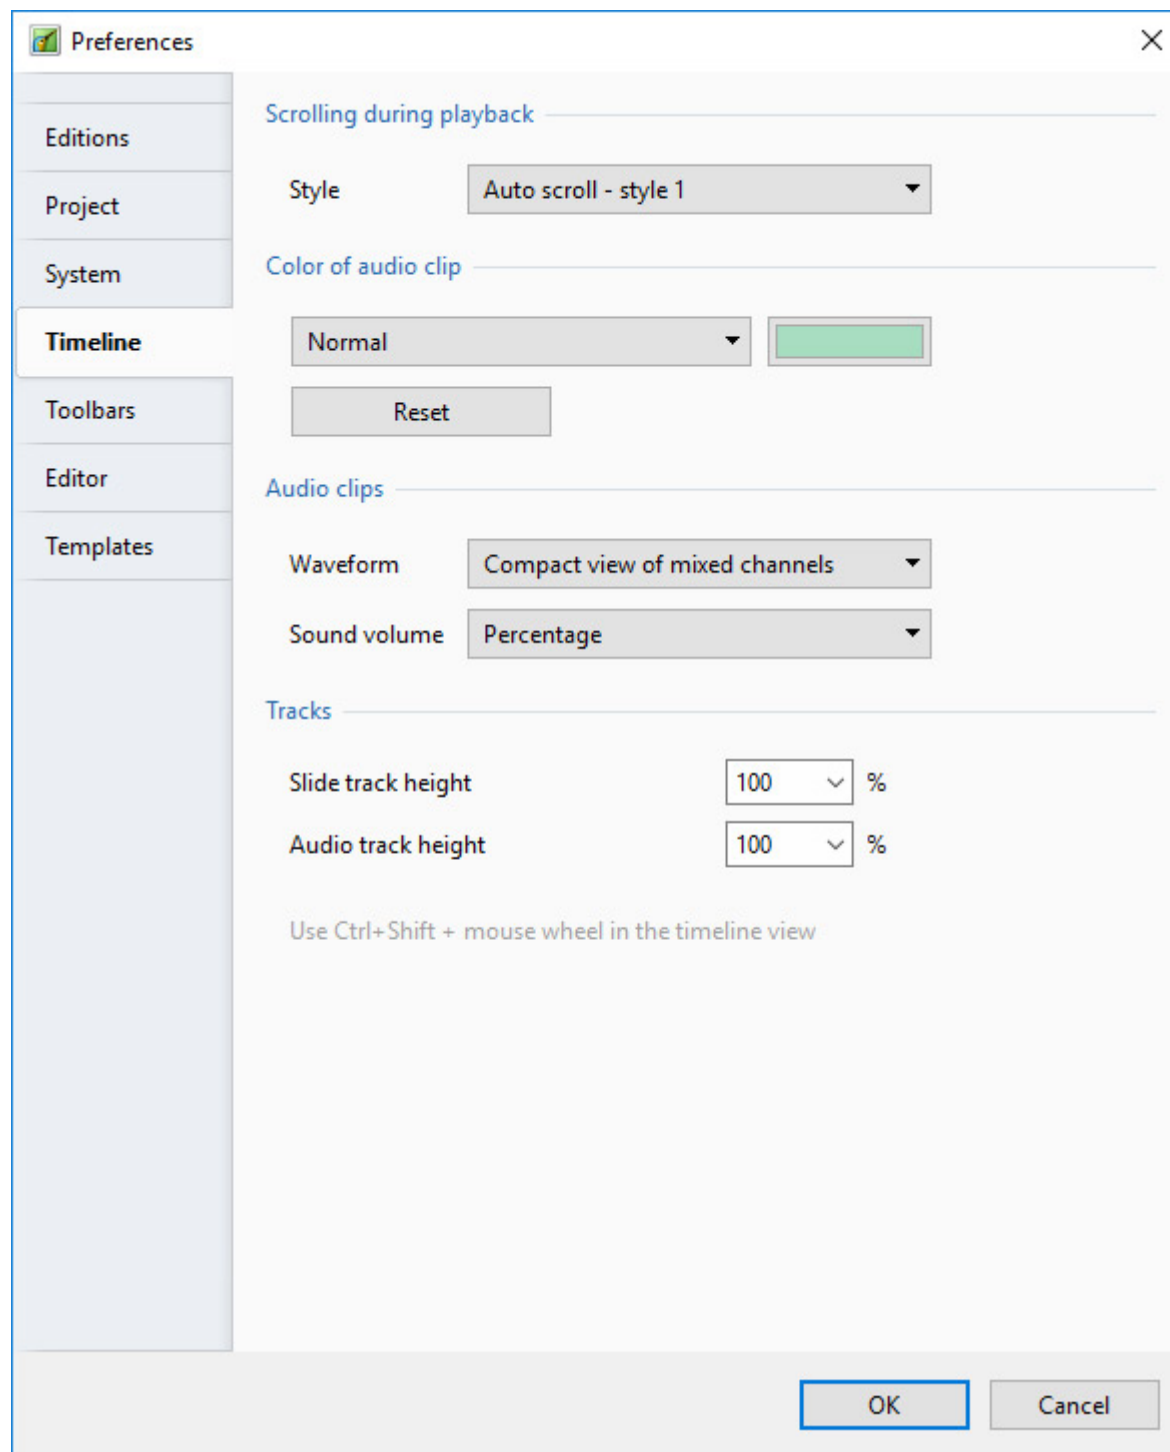 Preferences
Editions
Project
System
Timeline
Toolbars
Editor
Templates
Scrolling during playback
Style Auto scroll - style 1
Color of audio clip
Normal
Reset
Audio clips
Waveform Compact view of mixed channels
Sound volume Percentage
Tracks
Slide track height 100 %
Audio track height 100 %
Use Ctrl+Shift + mouse wheel in the timeline view
OK Cancel